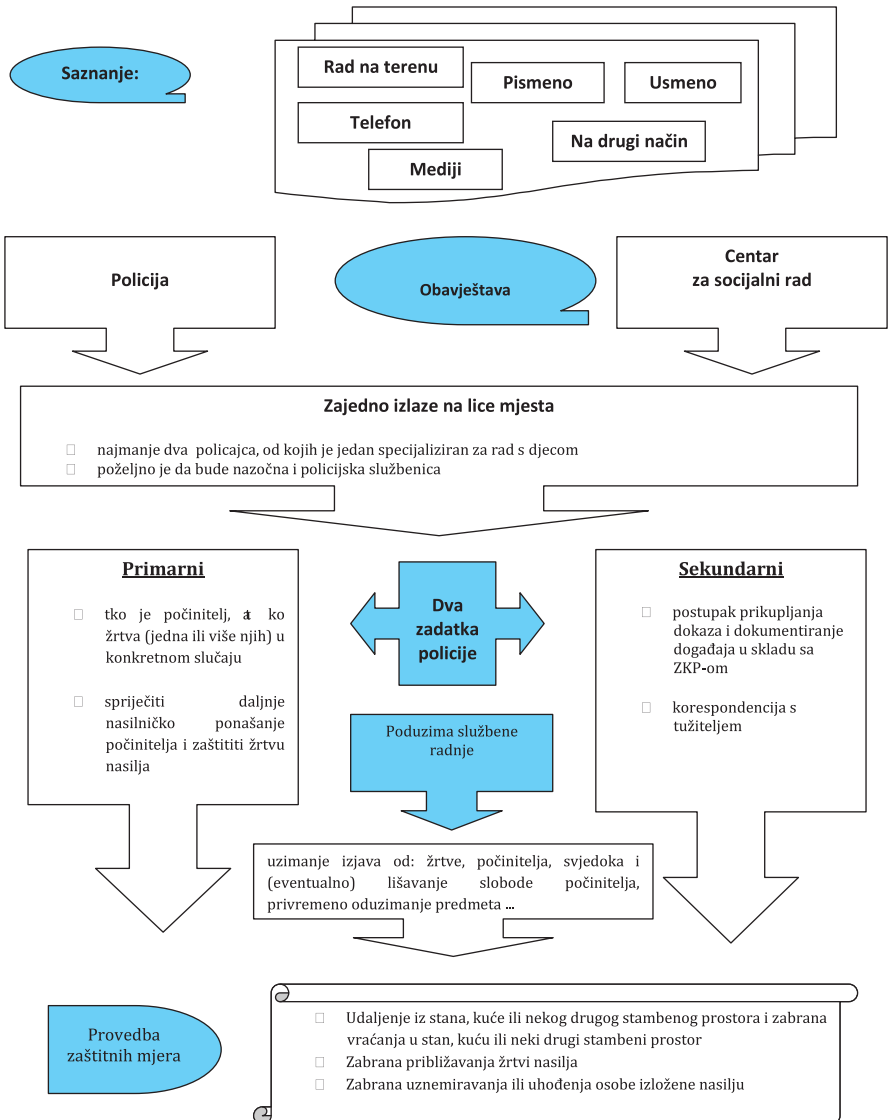 Saznanje:
Rad na terenu
Pismeno
Usmeno
Telefon
Na drugi način
Mediji
Policija
Obavještava
Centar
za socijalni rad
Zajedno izlaze na lice mjesta
najmanje dva policajca, od kojih je jedan specijaliziran za rad s djecom
poželjno je da bude nazočna i policijska službenica
Primarni
tko je počinitelj, ko
žrtva (jedna ili više njih) u
konkretnom slučaju
spriječiti daljnje
nasilničko ponašanje
počinitelja i zaštititi žrtvu
nasilja
Dva
zadatka
policije
Sekundarni
postupak prikupljanja
dokaza i dokumentiranje
događaja u skladu sa
ZKP-om
korespondencija s
tužiteljem
Poduzima službene
radnje
uzimanje izjava od: žrtve, počinitelja, svjedoka i
(eventualno) lišavanje slobode počinitelja,
privremeno oduzimanje predmeta ...
Provedba
zaštitnih mjera
Udaljenje iz stana, kuće ili nekog drugog stambenog prostora i zabrana
vraćanja u stan, kuću ili neki drugi stambeni prostor
Zabrana približavanja žrtvi nasilja
Zabrana uznemiravanja ili uhođenja osobe izložene nasilju